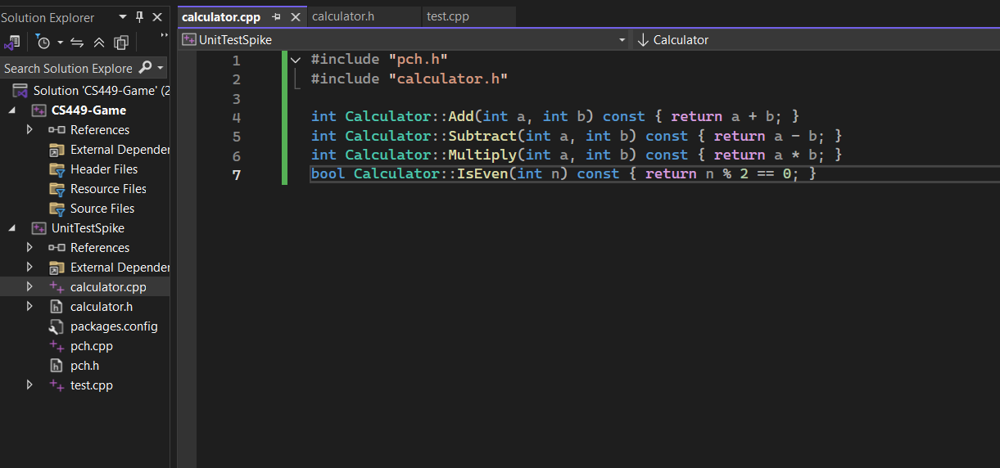 Solution Explorer
Search Solution Explore
Solution 'CS449-Game' (2
CS449-Game
References
External Depender
Header Files
Resource Files
Source Files
UnitTestSpike
References
External Depender
calculator.cpp
calculator.h
packages.config
pch.cpp
pch.h
test.cpp
calculator.cpp calculator.h test.cpp
UnitTestSpike Calculator
1 #include "pch.h"
2 #include "calculator.h"
3
4 int Calculator::Add(int a, int b) const { return a + b; }
5 int Calculator::Subtract(int a, int b) const { return a - b; }
6 int Calculator::Multiply(int a, int b) const { return a * b; }
7 bool Calculator::IsEven(int n) const { return n % 2 == 0; }